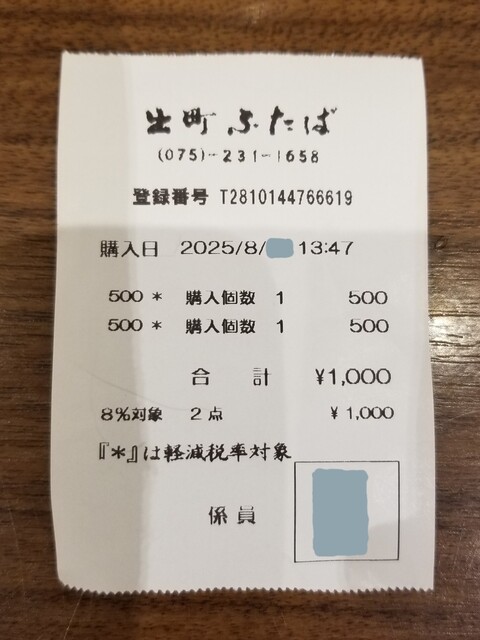 出町ふたば
(075)-231-1658
登録番号 T2810144766619
購入日 2025/8/ 13:47
500 * 購入個数 1 500
500 * 購入個数 1 500
合計 ¥1,000
8%対象 2点 ¥1,000
『*』は軽減税率対象
係員